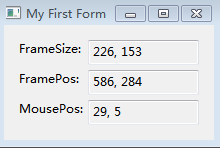 My First Form
FrameSize: 226, 153
FramePos: 586, 284
MousePos: 29, 5